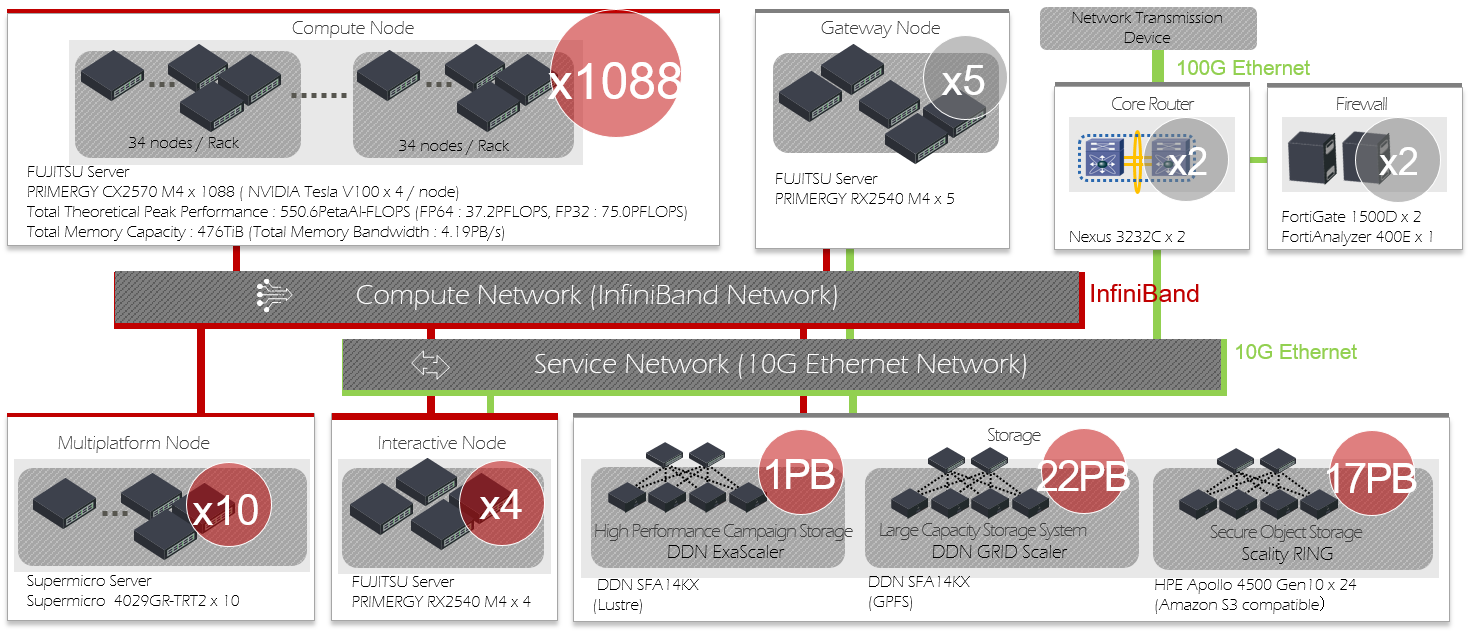 Compute Node
x1088
34 nodes / Rack
34 nodes / Rack
FUJITSU Server
PRIMERGY CX2570 M4 x 1088 ( NVIDIA Tesla V100 x 4 / node)
Total Theoretical Peak Performance : 550.6PetaAI-FLOPS (FP64 : 37.2PFLOPS, FP32 : 75.0PFLOPS)
Total Memory Capacity : 476TiB (Total Memory Bandwidth : 4.19PB/s)
Gateway Node
x5
FUJITSU Server
PRIMERGY RX2540 M4 x 5
Network Transmission
Device
100G Ethernet
Core Router
x2
Nexus 3232C x 2
Firewall
x2
FortiGate 1500D x 2
FortiAnalyzer 400E x 1
Compute Network (InfiniBand Network)
InfiniBand
Service Network (10G Ethernet Network)
10G Ethernet
Multiplatform Node
x10
Supermicro Server
Supermicro 4029GR-TRT2 x 10
Interactive Node
x4
FUJITSU Server
PRIMERGY RX2540 M4 x 4
Storage
1PB
High Performance Campaign Storage
DDN ExaScaler
DDN SFA14KX
(Lustre)
22PB
Large Capacity Storage System
DDN GRID Scaler
DDN SFA14KX
(GPFS)
17PB
Secure Object Storage
Scality RING
HPE Apollo 4500 Gen10 x 24
(Amazon S3 compatible)